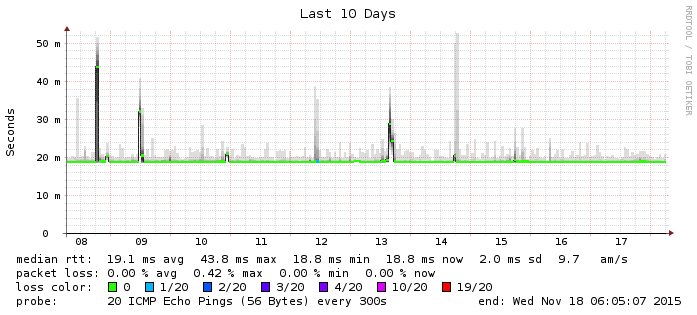 Last 10 Days
RRDTOOL / TOBI OETIKER
Seconds
50 m
40 m
30 m
20 m
10 m
0
08 09 10 11 12 13 14 15 16 17
median rtt: 19.1 ms avg 43.8 ms max 18.8 ms min 18.8 ms now 2.0 ms sd 9.7 am/s
packet loss: 0.00 % avg 0.42 % max 0.00 % min 0.00 % now
loss color: 0 1/20 2/20 3/20 4/20 10/20 19/20
probe: 20 ICMP Echo Pings (56 Bytes) every 300s end: Wed Nov 18 06:05:07 2015